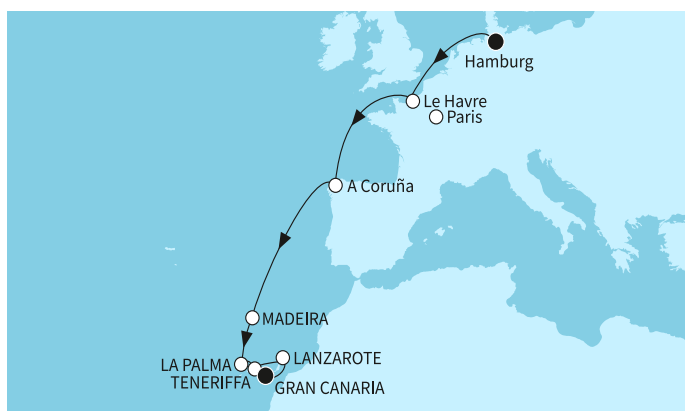 Hamburg
Le Havre
Paris
A Coruña
MADEIRA
LANZAROTE
LA PALMA
TENERIFFA
GRAN CANARIA